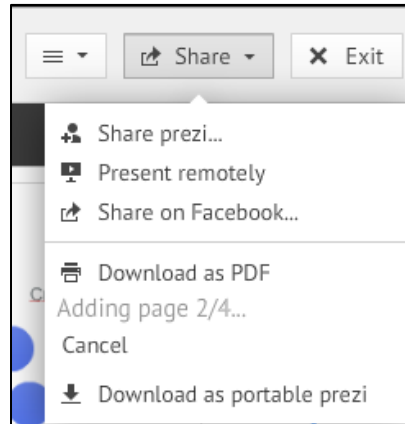 Share
Exit
Share prezi...
Present remotely
Share on Facebook...
Download as PDF
Adding page 2/4...
Cancel
Download as portable prezi